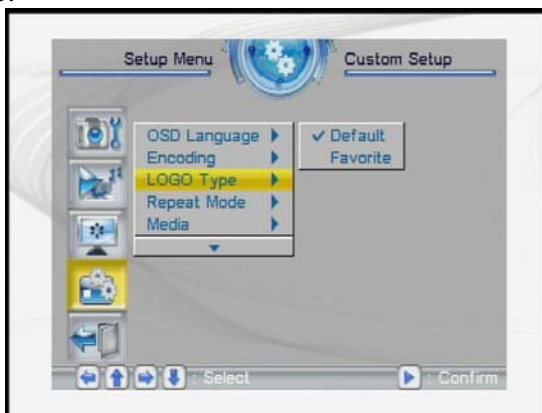 Setup Menu
Custom Setup
OSD Language
Encoding
LOGO Type
Repeat Mode
Media
Default
Favorite
: Select
: Confirm